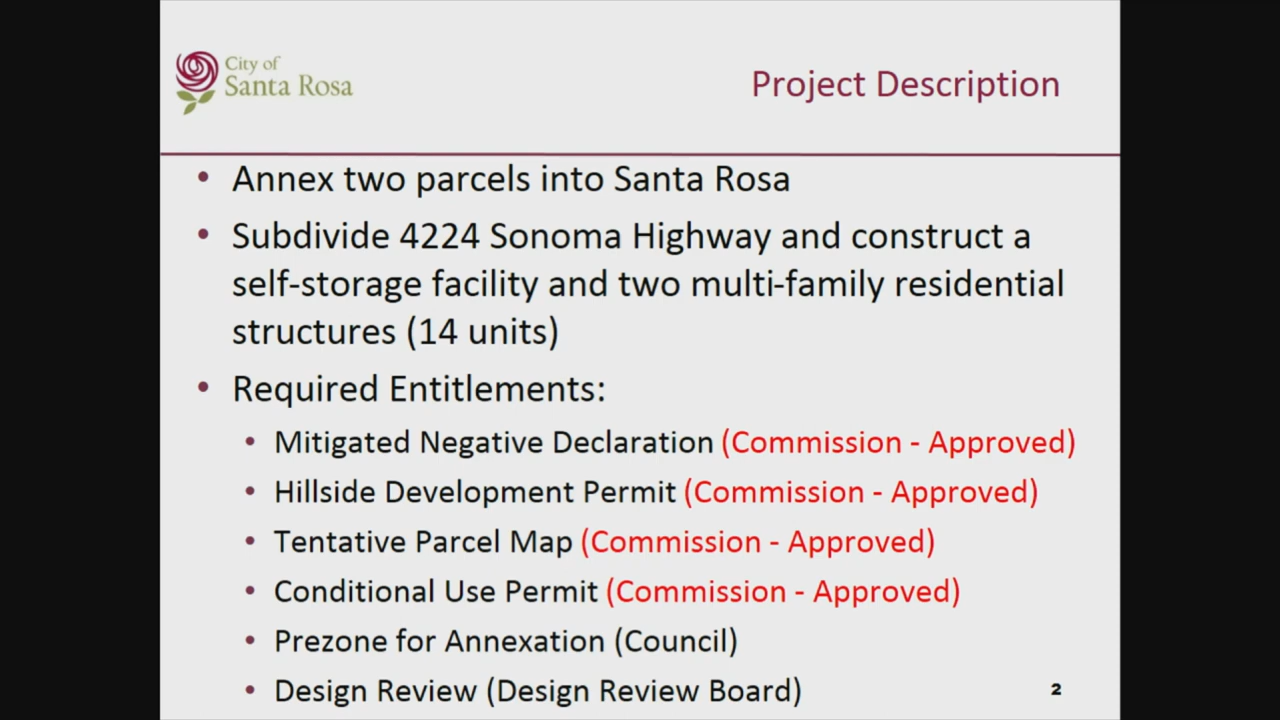 City of
Santa Rosa
Project Description
• Annex two parcels into Santa Rosa
• Subdivide 4224 Sonoma Highway and construct a
self-storage facility and two multi-family residential
structures (14 units)
• Required Entitlements:
• Mitigated Negative Declaration (Commission - Approved)
• Hillside Development Permit (Commission - Approved)
• Tentative Parcel Map (Commission - Approved)
• Conditional Use Permit (Commission - Approved)
• Prezone for Annexation (Council)
• Design Review (Design Review Board)
2